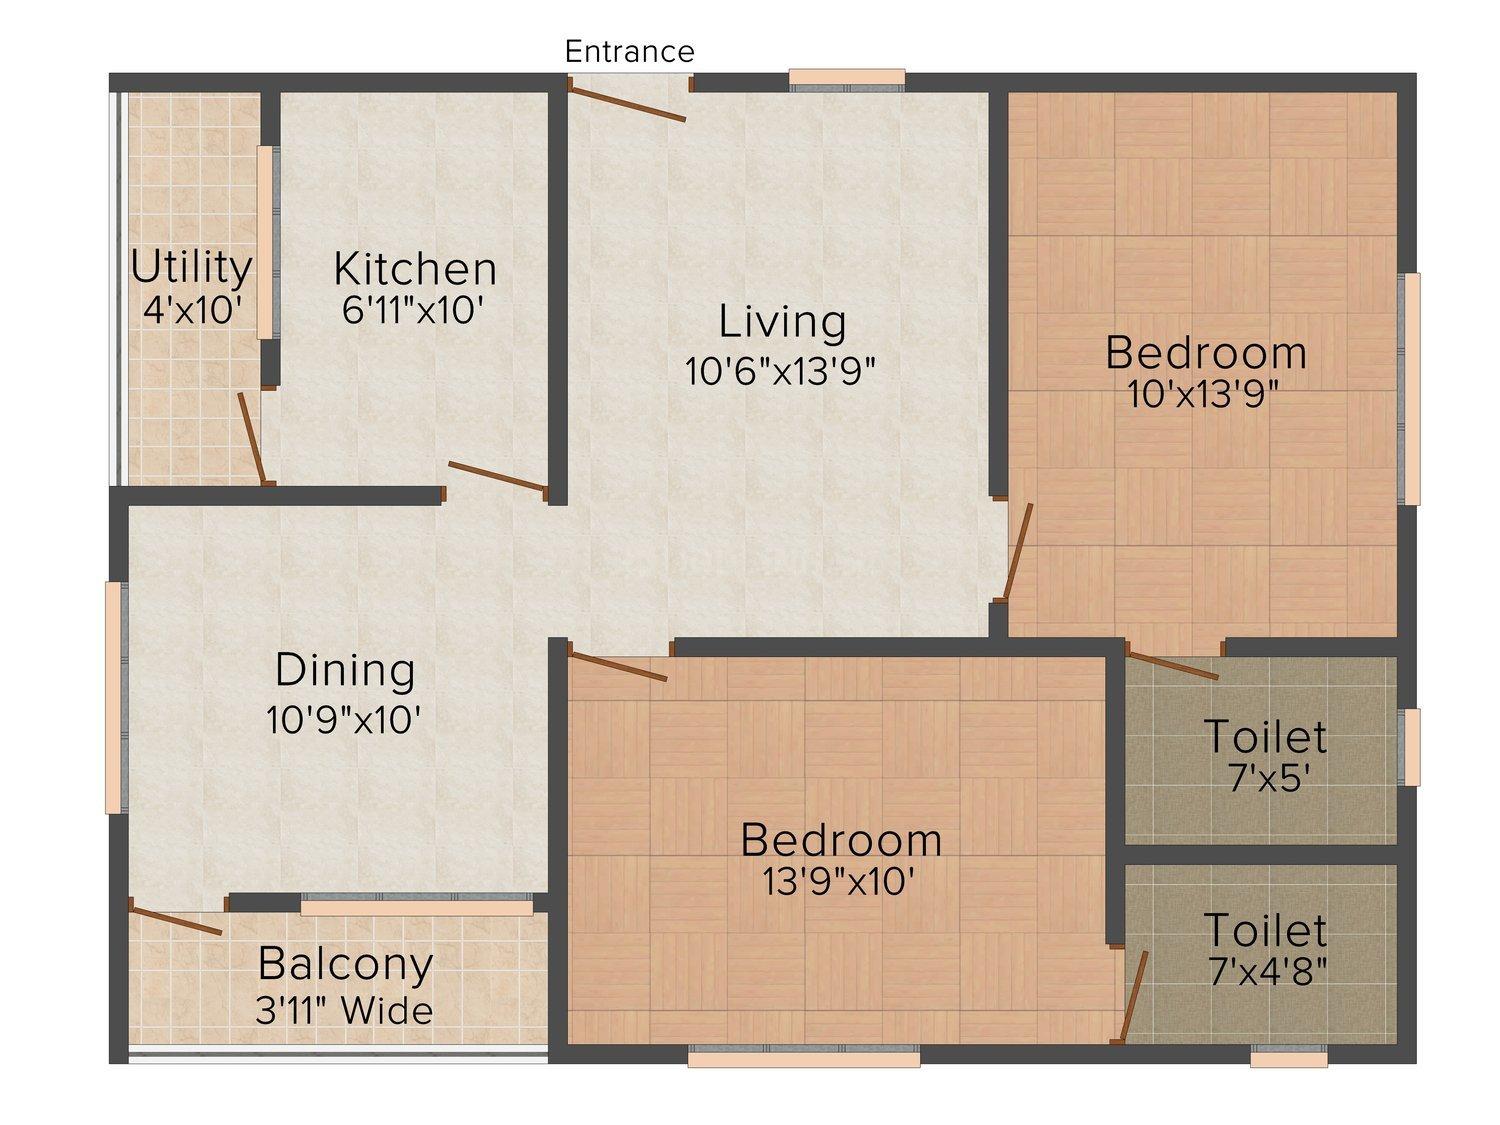 Entrance
Utility
4'x10'
Kitchen
6'11"x10'
Living
10'6"x13'9"
Bedroom
10'x13'9"
Dining
10'9"x10'
Bedroom
13'9"x10'
Toilet
7'x5'
Toilet
7'x4'8"
Balcony
3'11" Wide